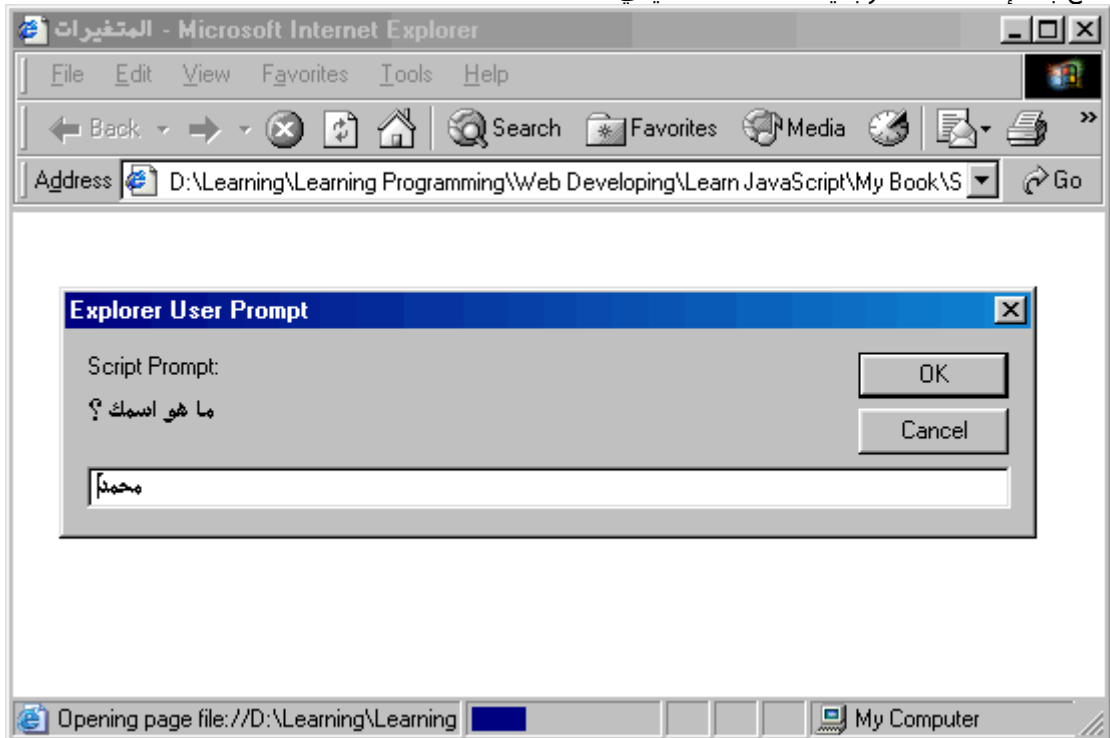 المتغيرات - Microsoft Internet Explorer
File Edit View Favorites Tools Help
Back Search Favorites Media »
Address D:\Learning\Learning Programming\Web Developing\Learn JavaScript\My Book\S Go
Explorer User Prompt
Script Prompt:
OK
ما هو اسمك ؟
Cancel
محمد
Opening page file://D:\Learning\Learning My Computer